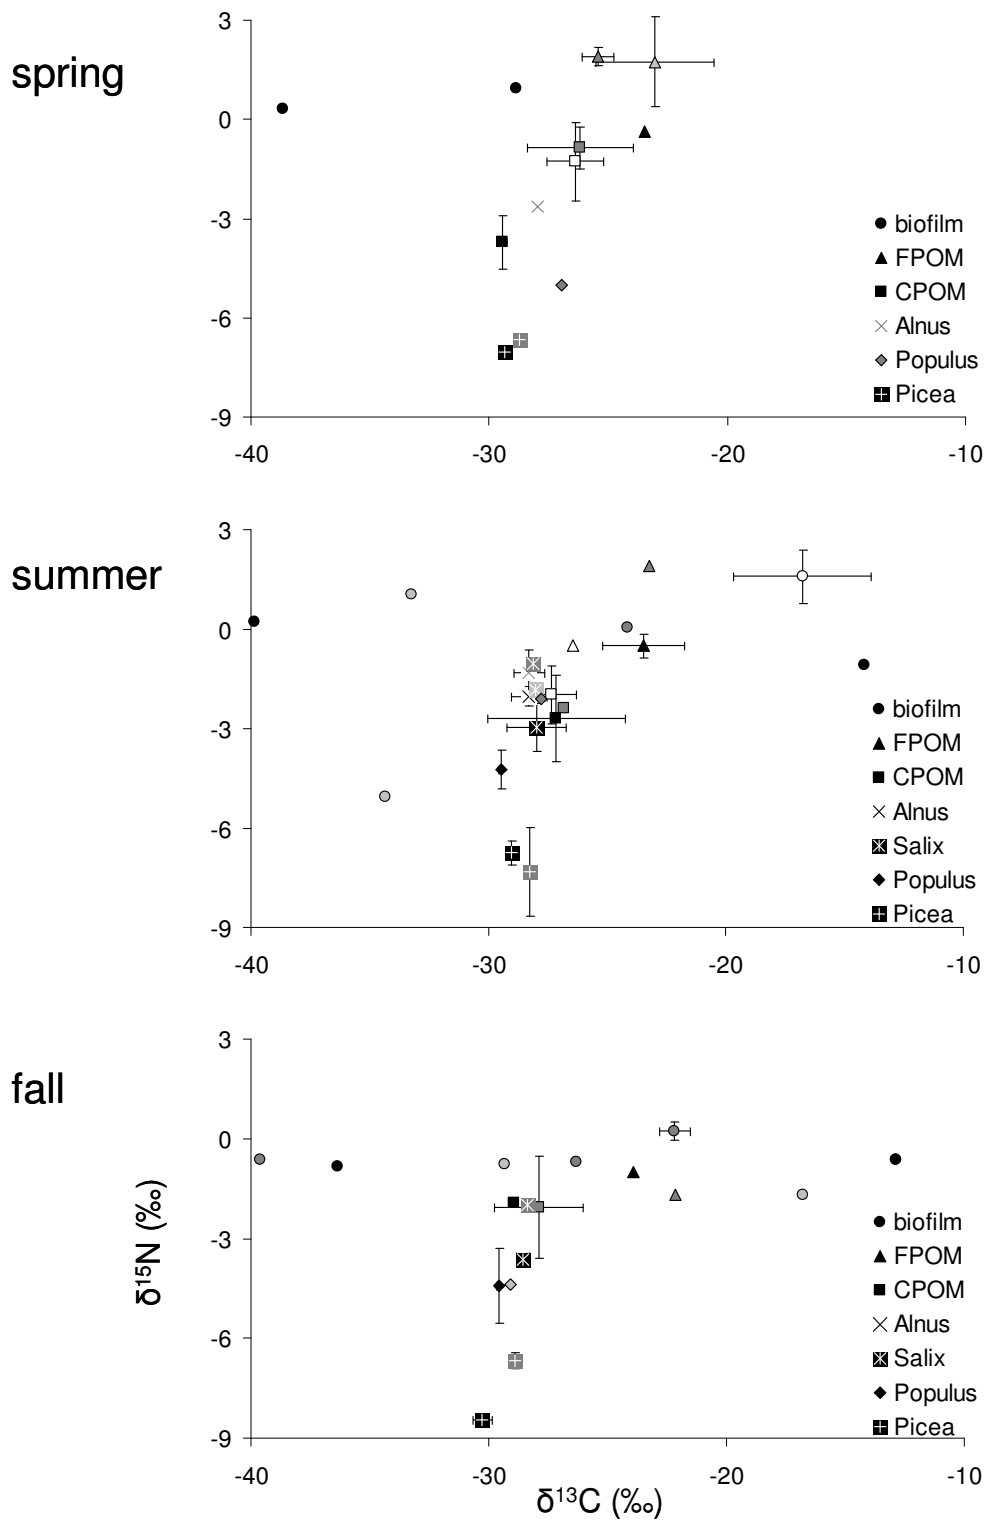 spring
3
0
-3
-6
-9
-40 -30 -20 -10
biofilm
FPOM
CPOM
Alnus
Populus
Picea
summer
3
0
-3
-6
-9
-40 -30 -20 -10
biofilm
FPOM
CPOM
Alnus
Salix
Populus
Picea
fall
3
0
-3
-6
-9
δ¹⁵N (‰)
-40 -30 -20 -10
δ¹³C (‰)
biofilm
FPOM
CPOM
Alnus
Salix
Populus
Picea